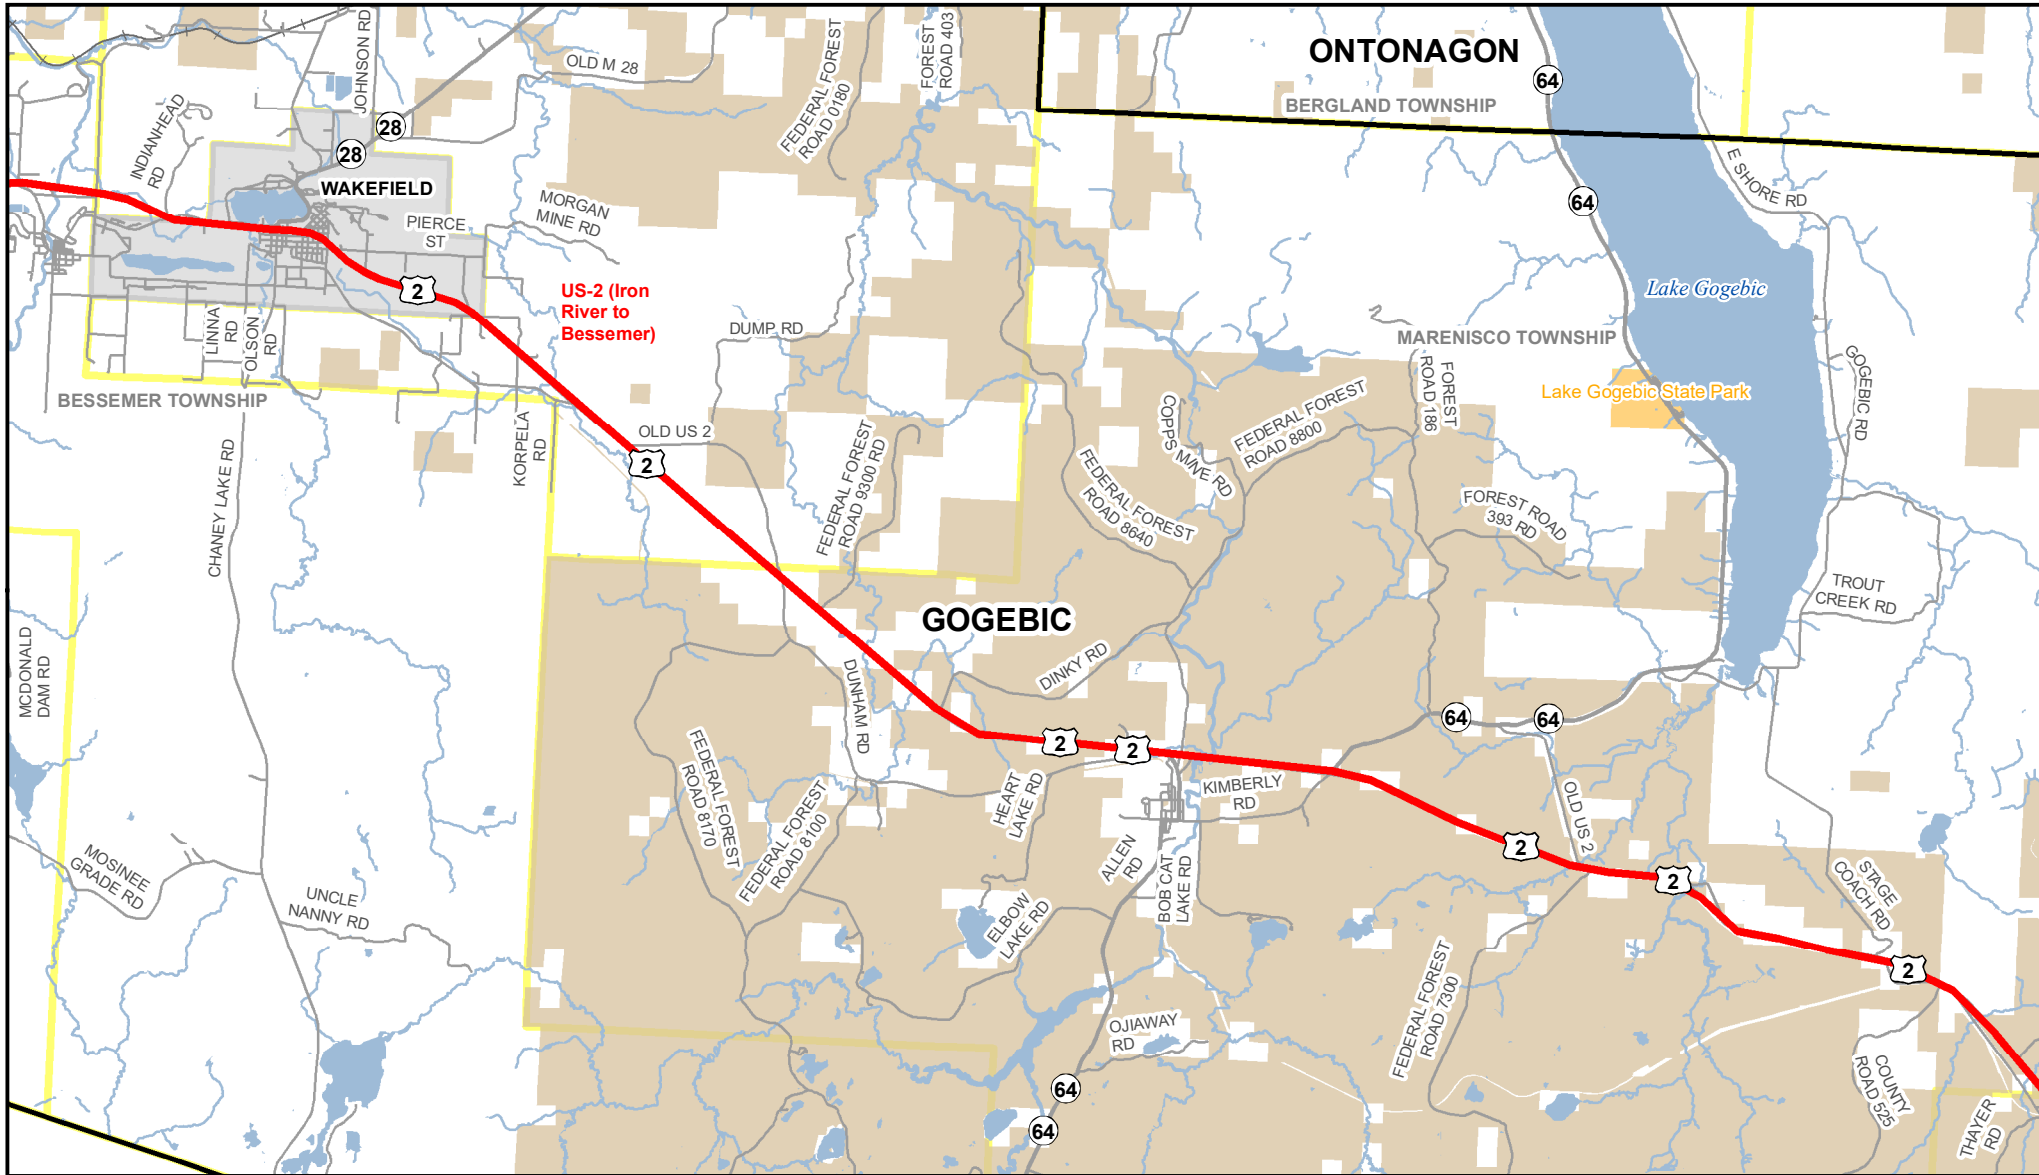 JOHNSON RD
OLD M 28
FEDERAL FOREST
ROAD 0180
FOREST
ROAD 403
ONTONAGON
64
BERGLAND TOWNSHIP
INDIANHEAD
RD
28
28
WAKEFIELD
PIERCE
ST
MORGAN
MINE RD
64
E SHORE RD
2
US-2 (Iron
River to
Bessemer)
Lake Gogebic
LINNA
RD
OLSON
RD
DUMP RD
MARENISCO TOWNSHIP
GOGEBIC RD
BESSEMER TOWNSHIP
Lake Gogebic State Park
FOREST
ROAD 186
FEDERAL FOREST
ROAD 8800
COPPS MINE RD
KORPELA
RD
OLD US 2
2
CHANEY LAKE RD
FEDERAL FOREST
ROAD 9300 RD
FEDERAL FOREST
ROAD 8640
FOREST ROAD
393 RD
TROUT
CREEK RD
GOGEBIC
MCDONALD
DAM RD
DINKY RD
DUNHAM RD
64
64
2
2
FEDERAL FOREST
ROAD 8170
FEDERAL FOREST
ROAD 8100
HEART
LAKE RD
KIMBERLY
RD
OLD US 2
ALLEN
RD
BOB CAT
LAKE RD
2
2
MOSINEE
GRADE RD
UNCLE
NANNY RD
ELBOW
LAKE RD
STAGE
COACH RD
2
FEDERAL FOREST
ROAD 7300
OJIAWAY
RD
64
64
COUNTY
ROAD 525
THAYER
RD